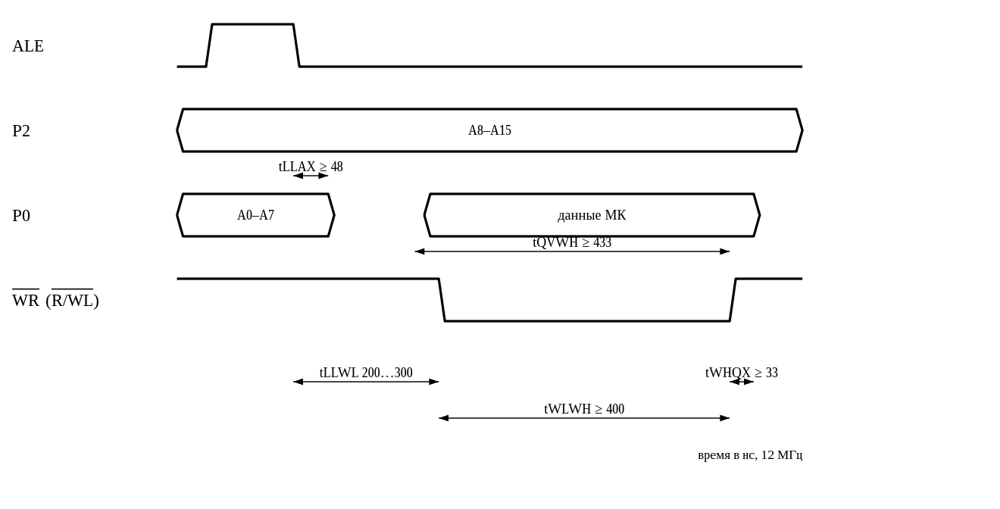 ALE
P2
A8–A15
tLLAX ≥ 48
P0
A0–A7
данные МК
tQVWH ≥ 433
WR (R/WL)
tLLWL 200…300
tWHQX ≥ 33
tWLWH ≥ 400
время в нс, 12 МГц